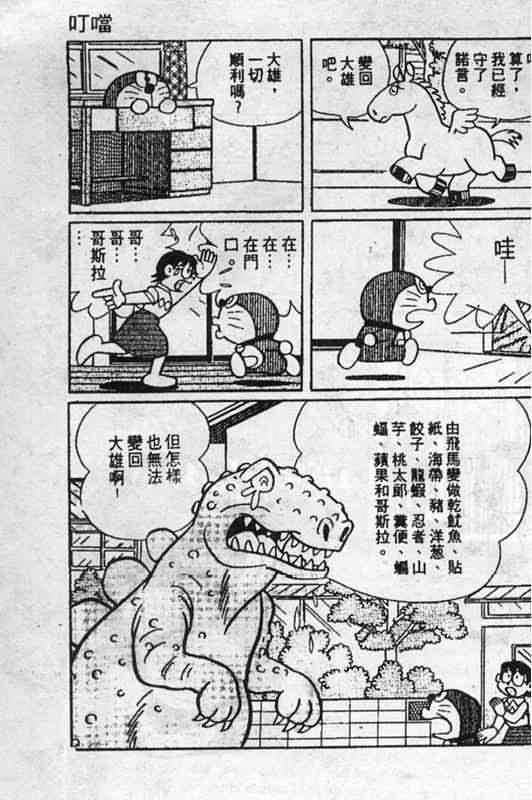 叮噹
吔
算了，
我已經
守了
諾言。
變回
大雄
吧。
大雄，
一切
順利嗎？
哇—
在…
在…
在門
口。
哥…
哥…
哥斯拉
…
由飛馬變做乾魷魚、貼
紙、海帶、豬、洋葱、
餃子、龍蝦、忍者、山
芋、桃太郎、糞便、蝙
蝠、蘋果和哥斯拉。
但怎樣
也無法
變回
大雄啊！